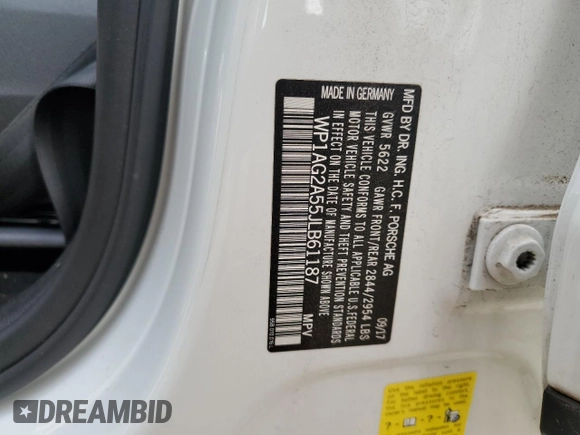 MFD BY DR. ING. H.C. F. PORSCHE AG
09/17
GVWR 5622 GAWR FRONT/REAR 2844/2954 LBS
THIS VEHICLE CONFORMS TO ALL APPLICABLE U.S. FEDERAL
MOTOR VEHICLE SAFETY AND THEFT PREVENTION STANDARDS
IN EFFECT ON THE DATE OF MANUFACTURE SHOWN ABOVE
WP1AG2A55JLB61187
MPV
MADE IN GERMANY
DREAMBID